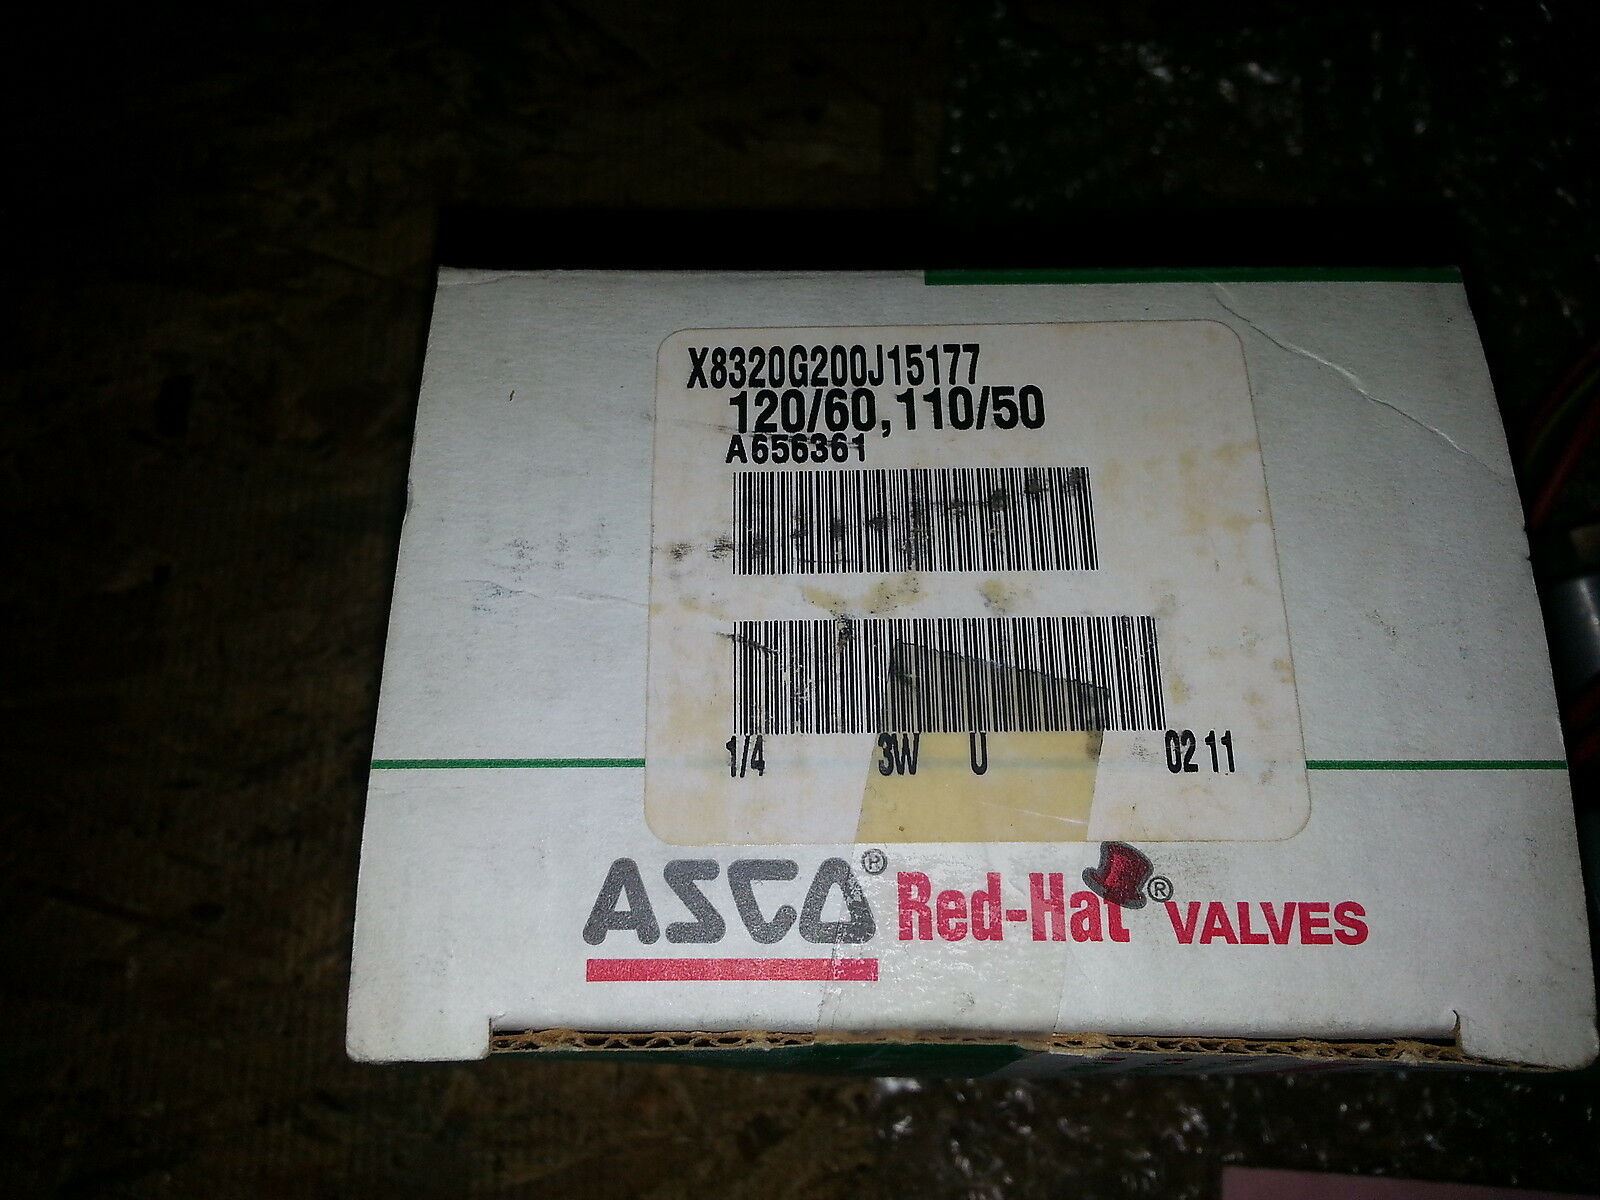 X8320G200J15177
120/60, 110/50
A656361
1/4 3W U 02 11
ASCO® Red-Hat® VALVES